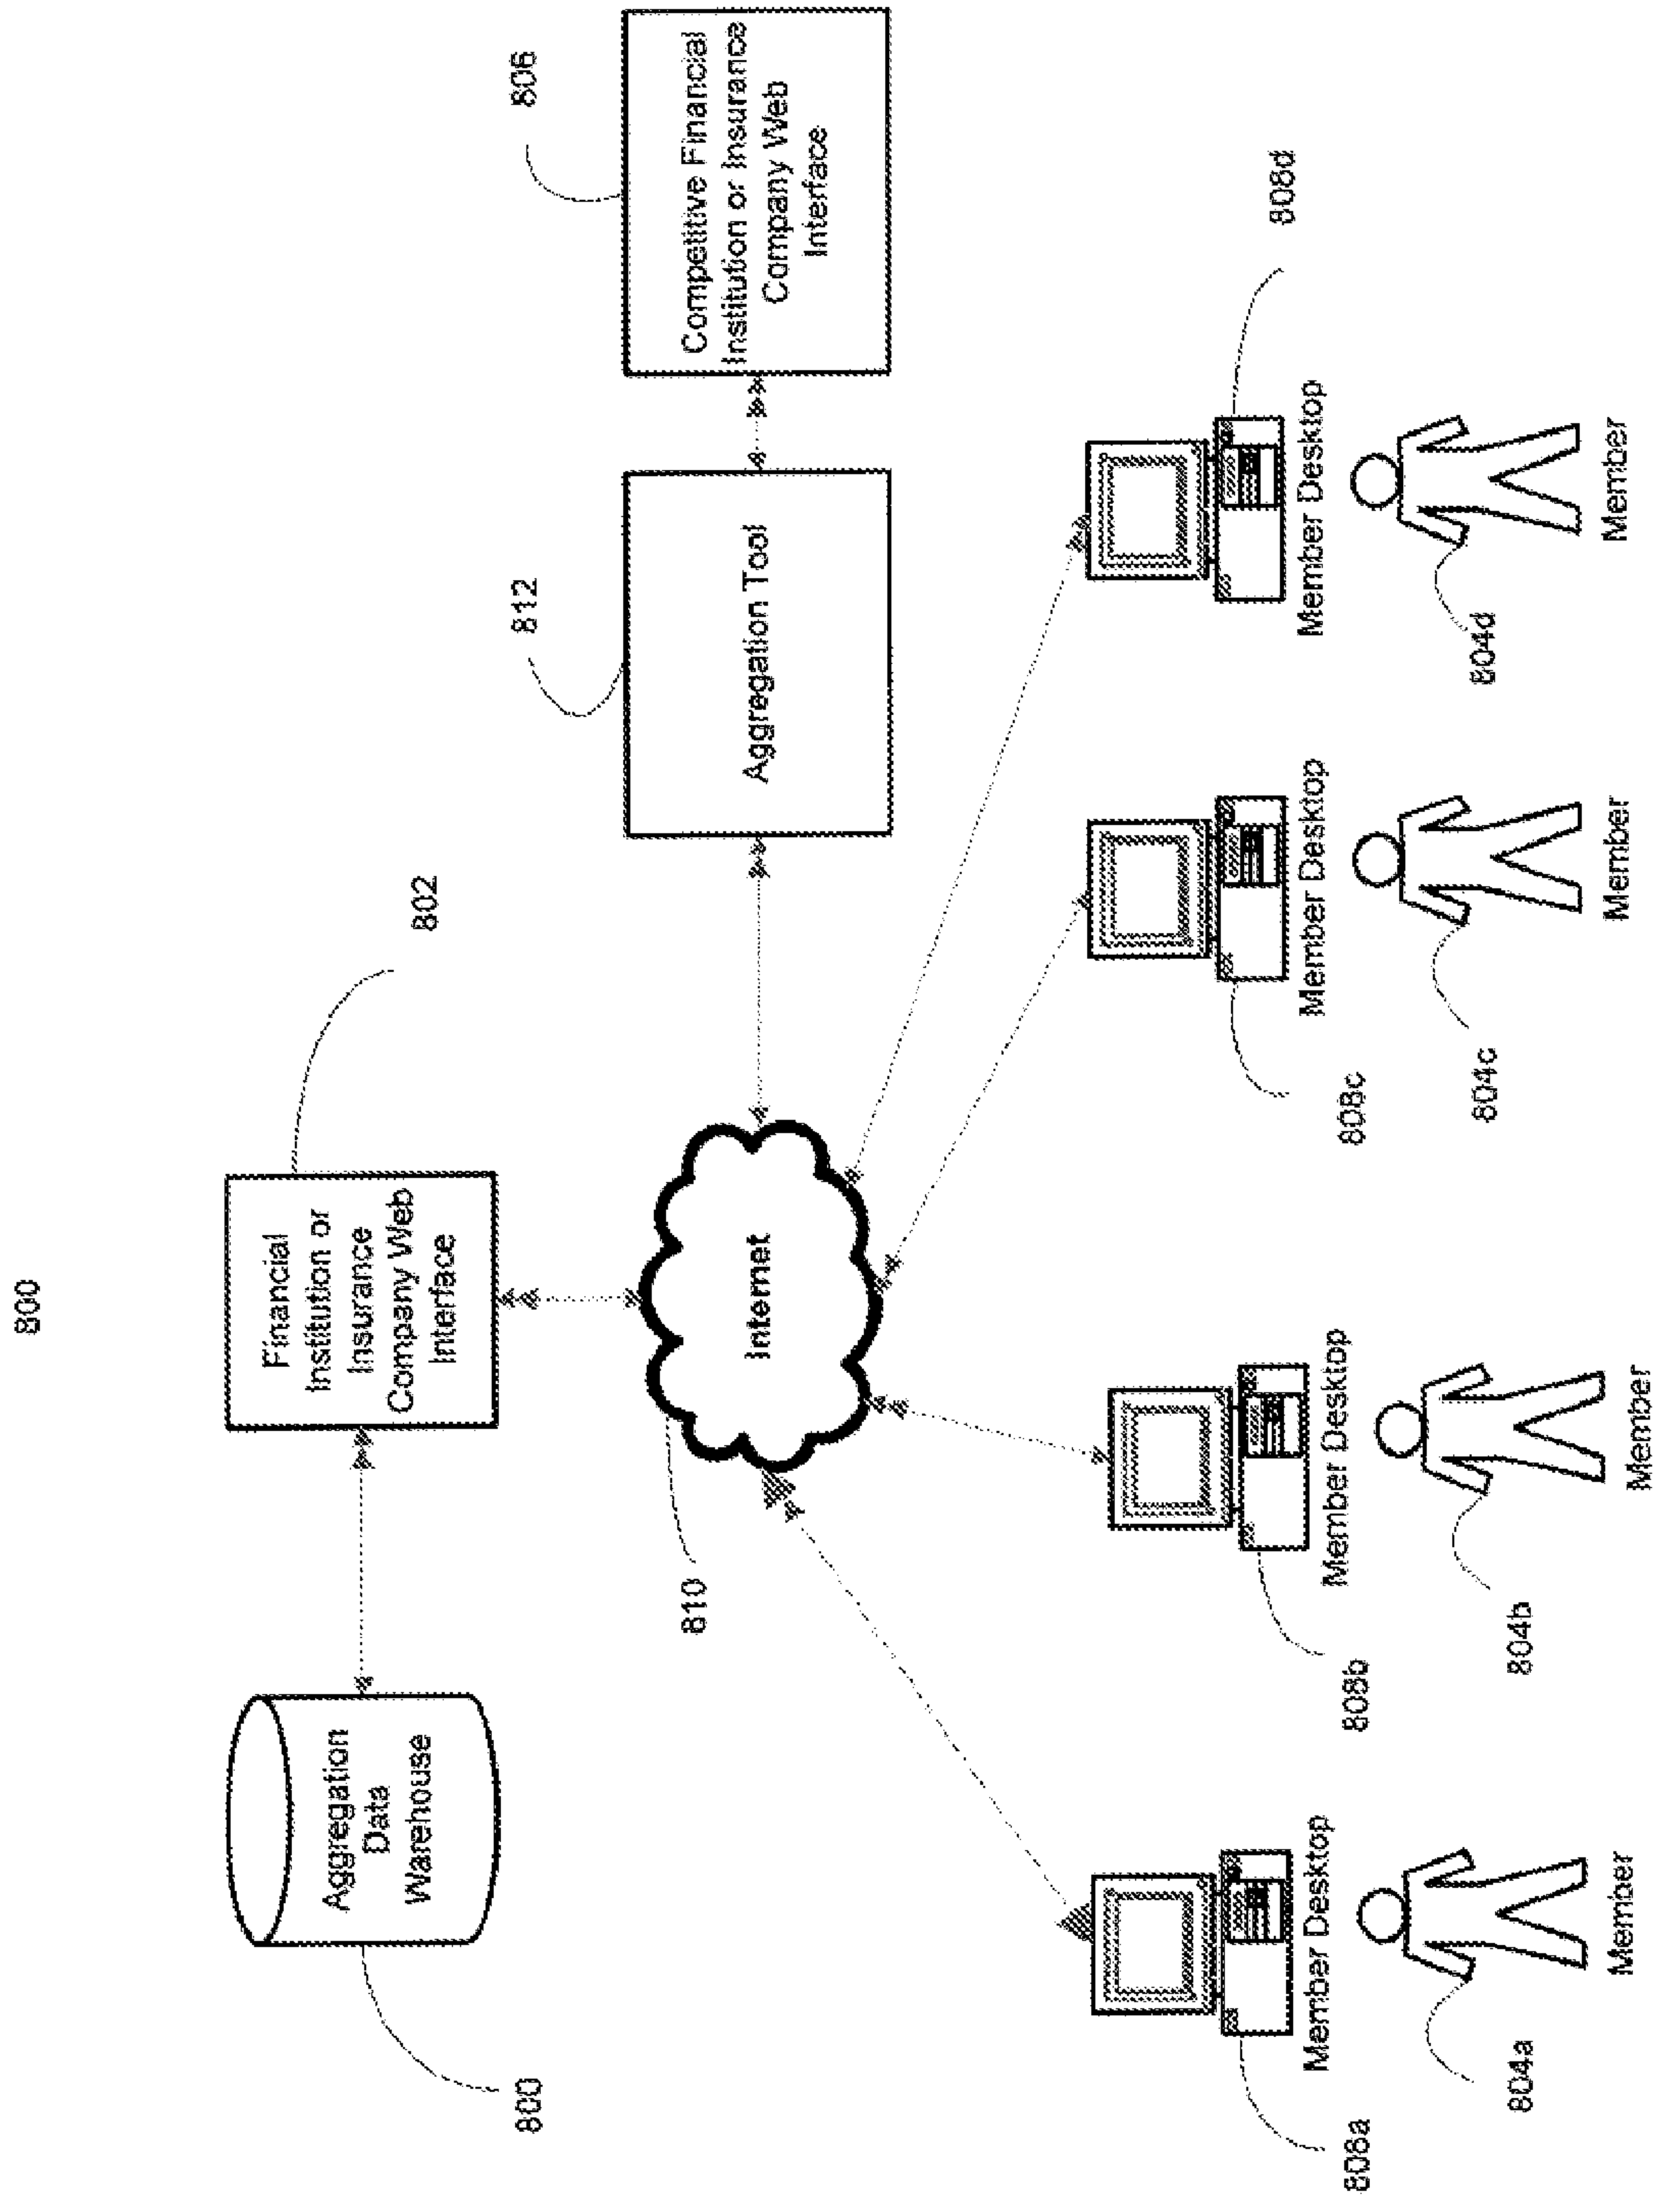 800
Aggregation
Data
Warehouse
800
Financial
Institution or
Insurance
Company Web
Interface
802
810
Internet
812
Aggregation Tool
806
Competitive Financial
Institution or Insurance
Company Web
Interface
808a
Member Desktop
804a
Member
808b
Member Desktop
804b
Member
808c
Member Desktop
804c
Member
808d
Member Desktop
804d
Member